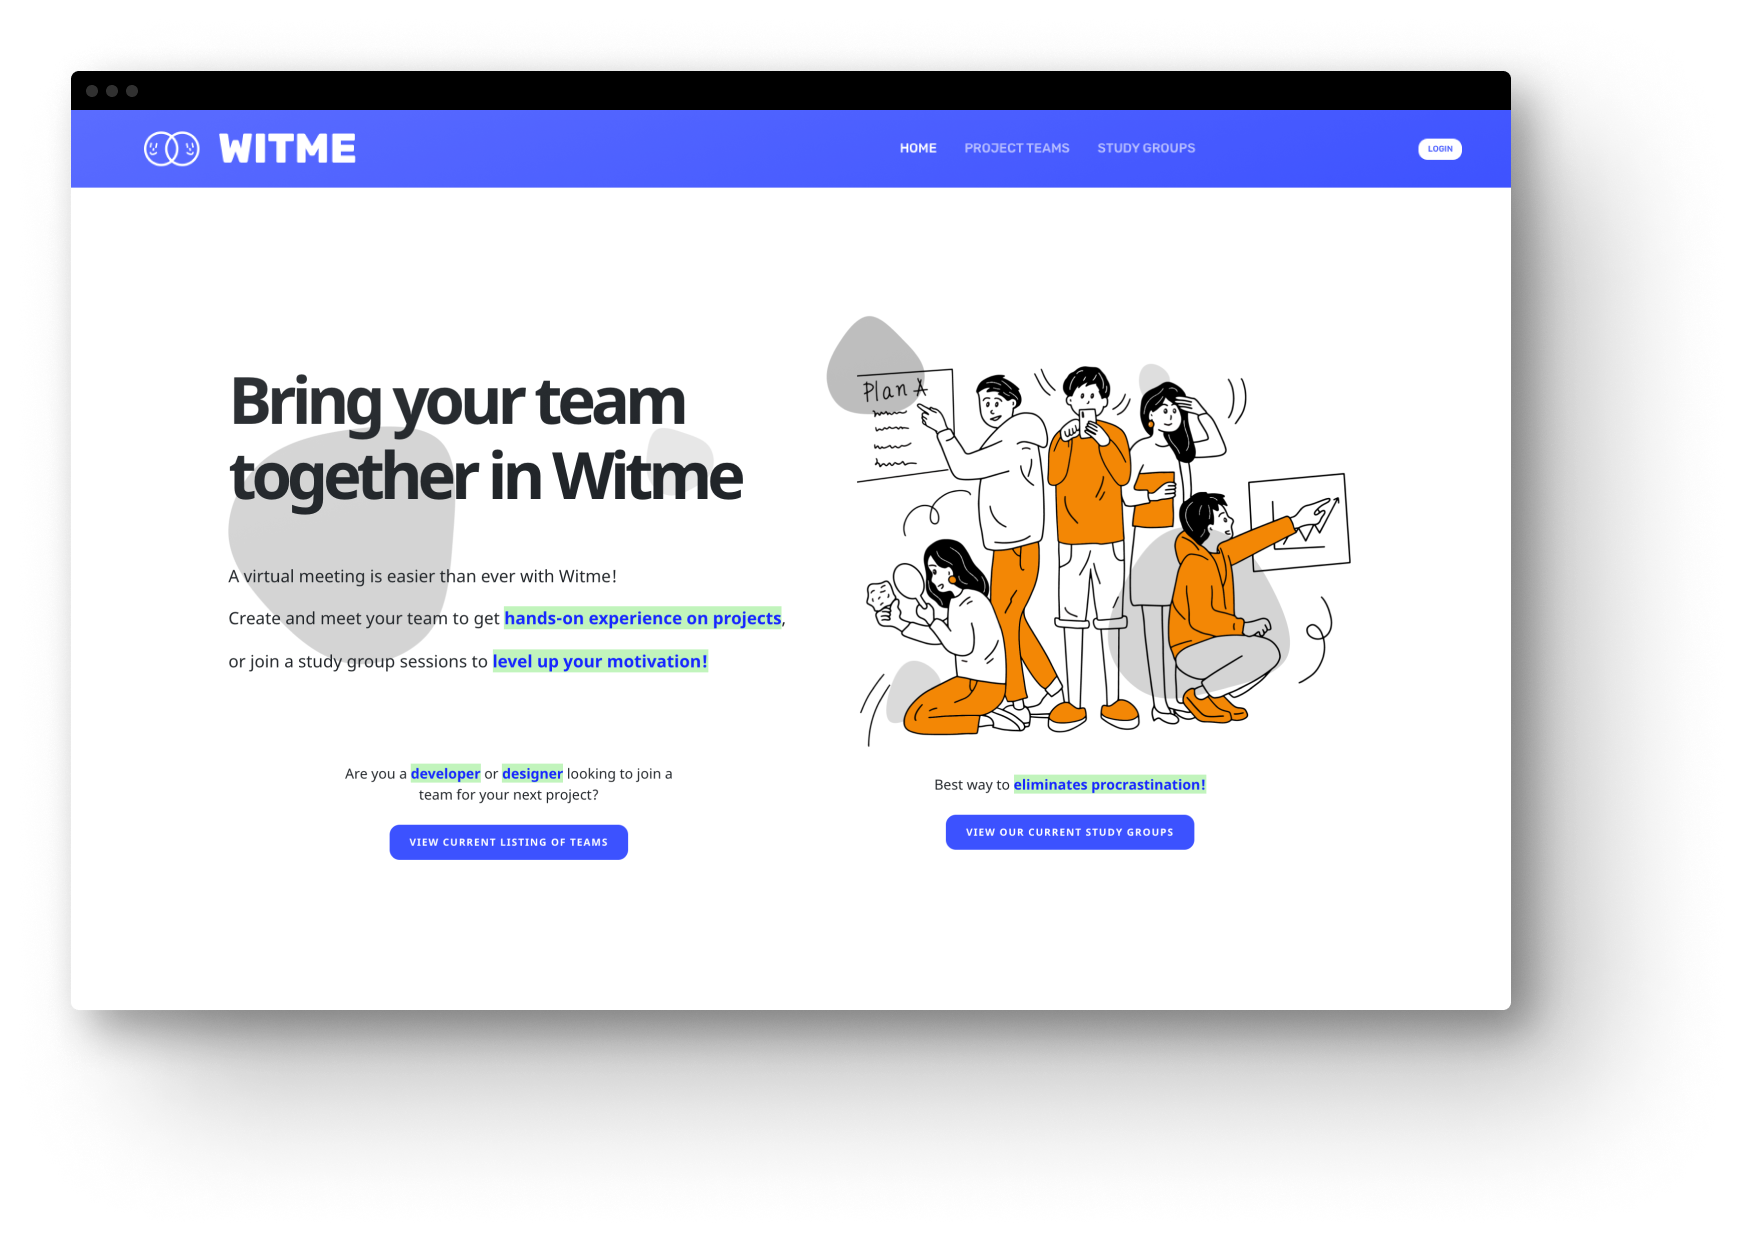 WITME
HOME PROJECT TEAMS STUDY GROUPS
LOGIN
Bring your team
together in Witme
A virtual meeting is easier than ever with Witme!
Create and meet your team to get hands-on experience on projects,
or join a study group sessions to level up your motivation!
Plan A
Are you a developer or designer looking to join a
team for your next project?
VIEW CURRENT LISTING OF TEAMS
Best way to eliminates procrastination!
VIEW OUR CURRENT STUDY GROUPS